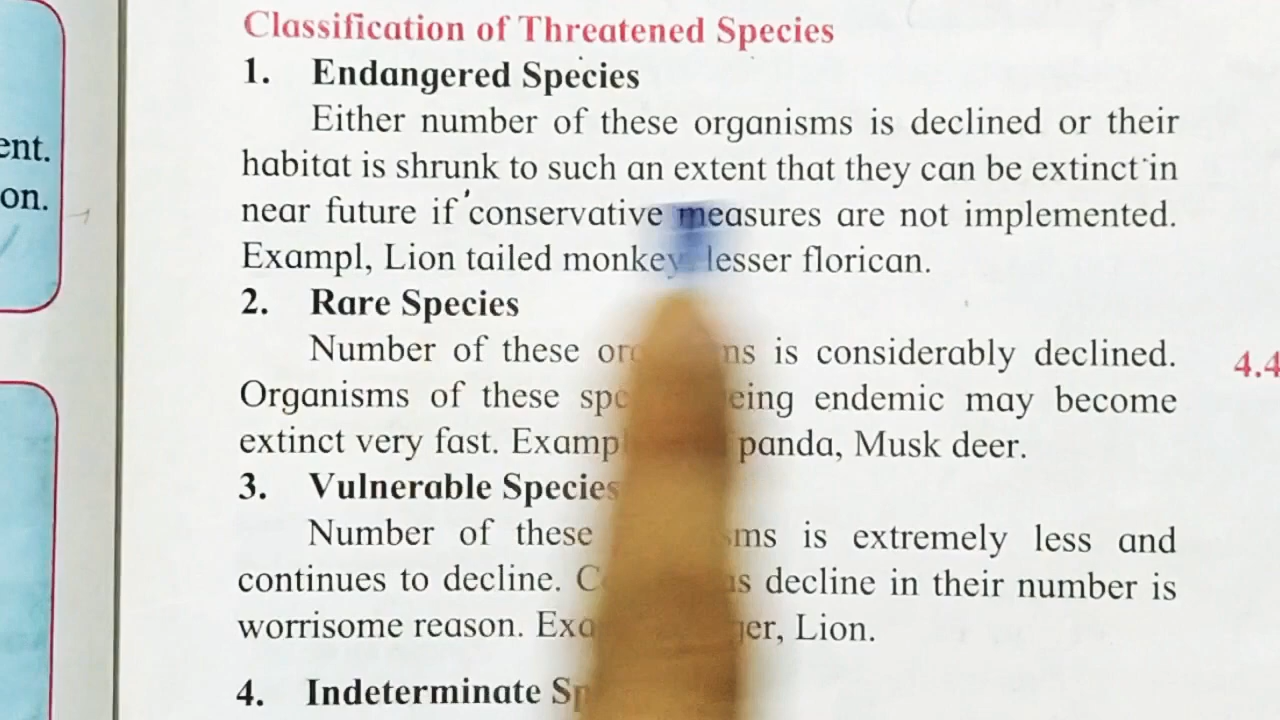 ent.
on.
Classification of Threatened Species
1. Endangered Species
Either number of these organisms is declined or their
habitat is shrunk to such an extent that they can be extinct in
near future if conservative measures are not implemented.
Exampl, Lion tailed monkey lesser florican.
2. Rare Species
Number of these is considerably declined.
Organisms of these endemic may become
extinct very fast. panda, Musk deer.
3. Vulnerable Species
Number of these is extremely less and
continues to decline. decline in their number is
worrisome reason. Lion.
4. Indeterminate
4.4